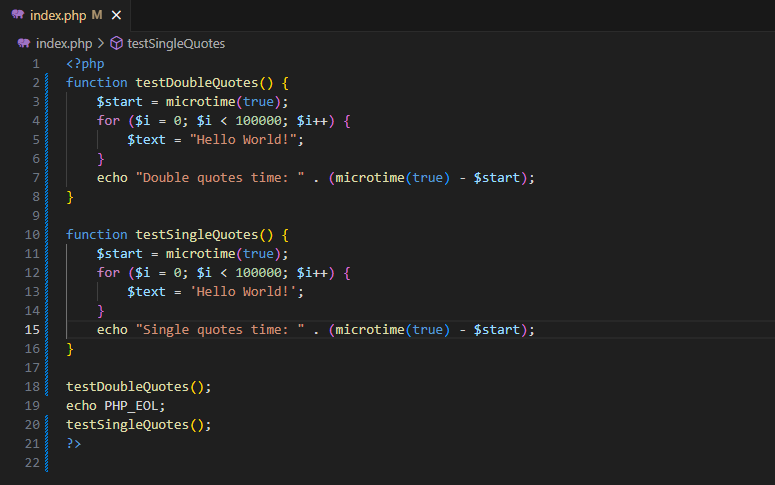 index.php M
index.php > testSingleQuotes
1 <?php
2 function testDoubleQuotes() {
3     $start = microtime(true);
4     for ($i = 0; $i < 100000; $i++) {
5         $text = "Hello World!";
6     }
7     echo "Double quotes time: " . (microtime(true) - $start);
8 }
9
10 function testSingleQuotes() {
11     $start = microtime(true);
12     for ($i = 0; $i < 100000; $i++) {
13         $text = 'Hello World!';
14     }
15     echo "Single quotes time: " . (microtime(true) - $start);
16 }
17
18 testDoubleQuotes();
19 echo PHP_EOL;
20 testSingleQuotes();
21 ?>
22